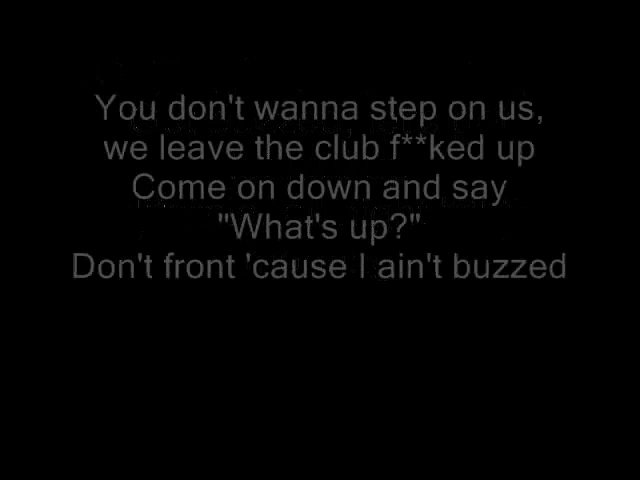 You don't wanna step on us,
we leave the club f**ked up
Come on down and say
"What's up?"
Don't front 'cause I ain't buzzed